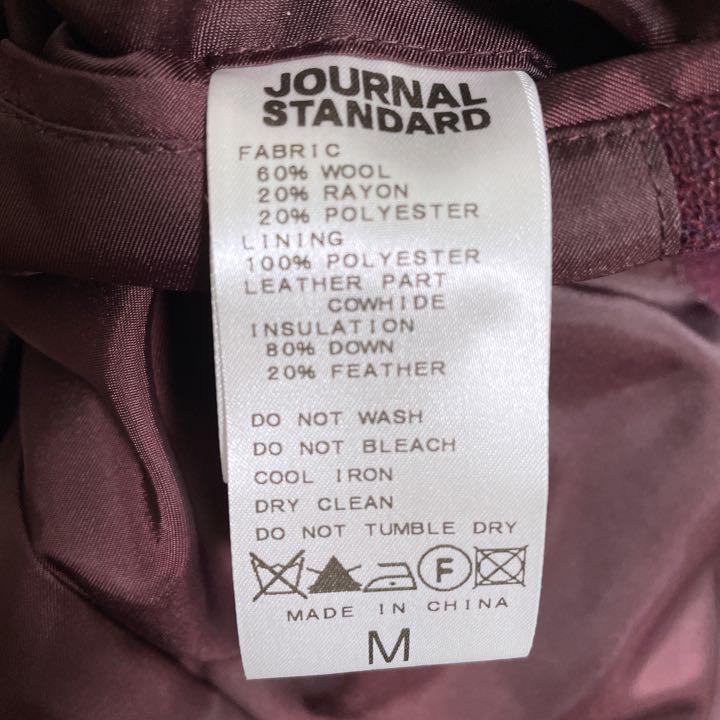 JOURNAL
STANDARD
FABRIC
60% WOOL
20% RAYON
20% POLYESTER
LINING
100% POLYESTER
LEATHER PART
COWHIDE
INSULATION
80% DOWN
20% FEATHER
DO NOT WASH
DO NOT BLEACH
COOL IRON
DRY CLEAN
DO NOT TUMBLE DRY
F
MADE IN CHINA
M